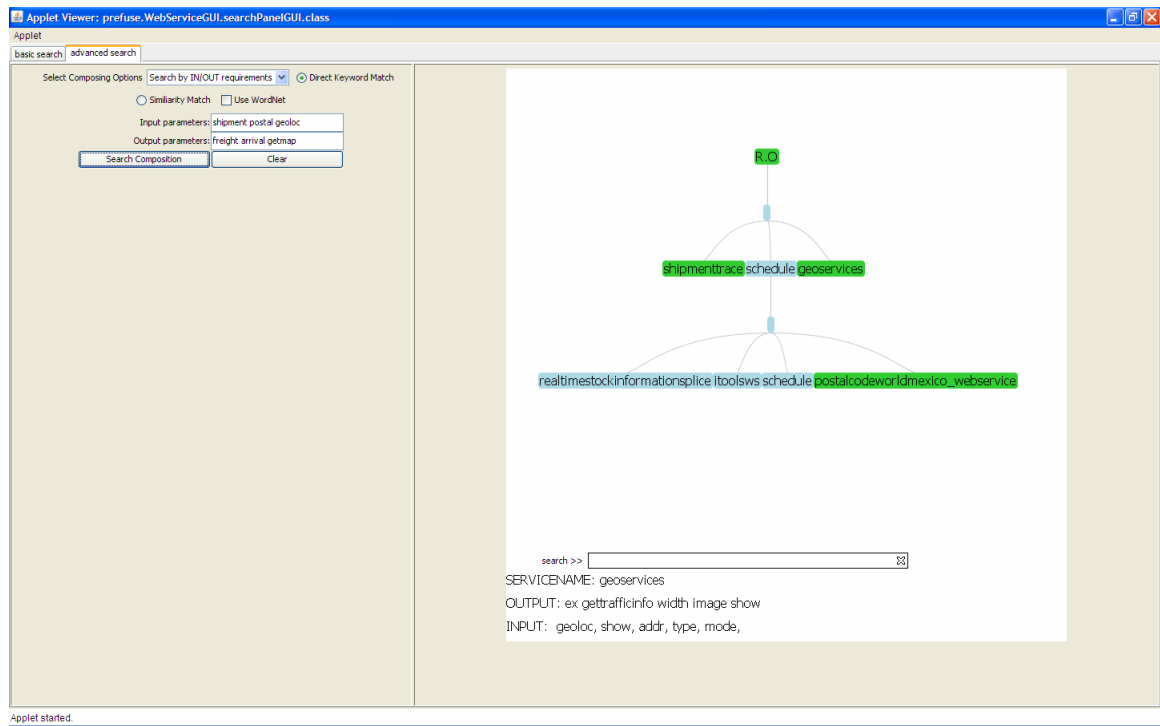 Applet Viewer: prefuse.WebServiceGUI.searchPanelGUI.class
Applet
basic search advanced search
Select Composing Options Search by IN/OUT requirements Direct Keyword Match
Similiarity Match Use WordNet
Input parameters: shipment postal geoloc
Output parameters: freight arrival getmap
Search Composition Clear
R.O
shipmenttrace schedule geoservices
realtimestockinformationsplice itoolsws schedule postalcodeworldmexico_webservice
search >>
SERVICENAME: geoservices
OUTPUT: ex gettrafficinfo width image show
INPUT: geoloc, show, addr, type, mode,
Applet started.